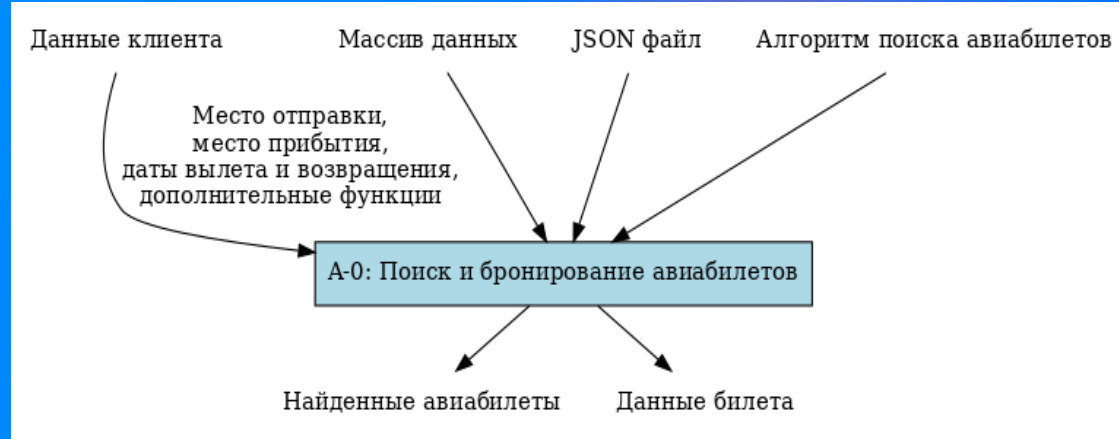 Данные клиента
Массив данных
JSON файл
Алгоритм поиска авиабилетов
Место отправки,
место прибытия,
даты вылета и возвращения,
дополнительные функции
А-0: Поиск и бронирование авиабилетов
Найденные авиабилеты
Данные билета